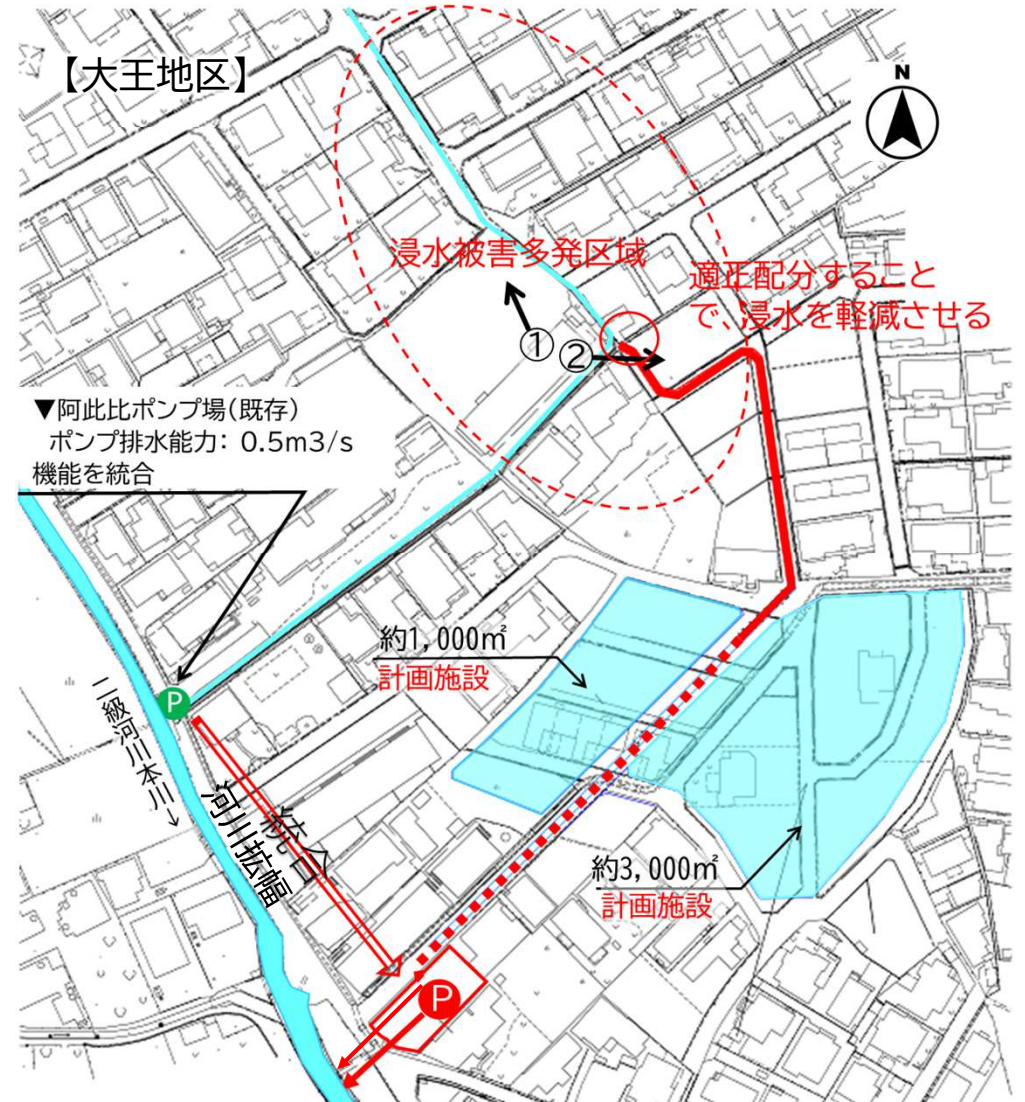 【大王地区】
N
浸水被害多発区域
適正配分すること
で、浸水を軽減させる
①
②
▼阿此比ポンプ場(既存)
ポンプ排水能力: 0.5m3/s
機能を統合
約1,000㎡
計画施設
P
二級河川本川→
統合
河川拡幅
約3,000㎡
計画施設
P